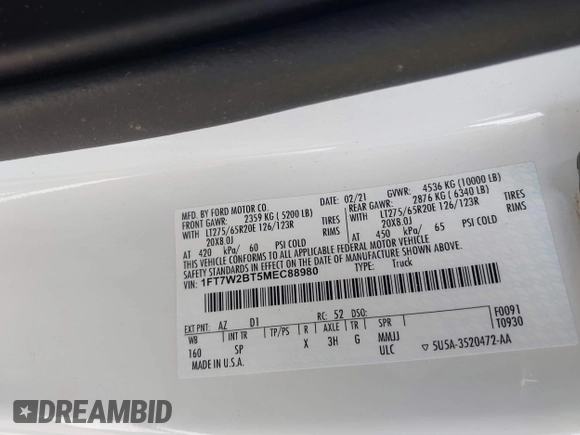 MFD. BY FORD MOTOR CO.
DATE: 02/21 GVWR: 4536 KG (10000 LB)
FRONT GAWR: 2359 KG ( 5200 LB) REAR GAWR: 2876 KG ( 6340 LB)
WITH LT275/65R20E 126/123R TIRES WITH LT275/65R20E 126/123R TIRES
20X8.0J RIMS 20X8.0J RIMS
AT 420 kPa/ 60 PSI COLD AT 450 kPa/ 65 PSI COLD
THIS VEHICLE CONFORMS TO ALL APPLICABLE FEDERAL MOTOR VEHICLE
SAFETY STANDARDS IN EFFECT ON THE DATE OF MANUFACTURE SHOWN ABOVE.
VIN: 1FT7W2BT5MEC88980 TYPE: Truck
EXT PNT: AZ D1 RC: 52 DSO: F0091
WB INT TR TP/PS R AXLE TR SPR T0930
160 SP X 3H G MMJJ
MADE IN U.S.A. ULC ▽ 5U5A-3520472-AA
DREAMBID